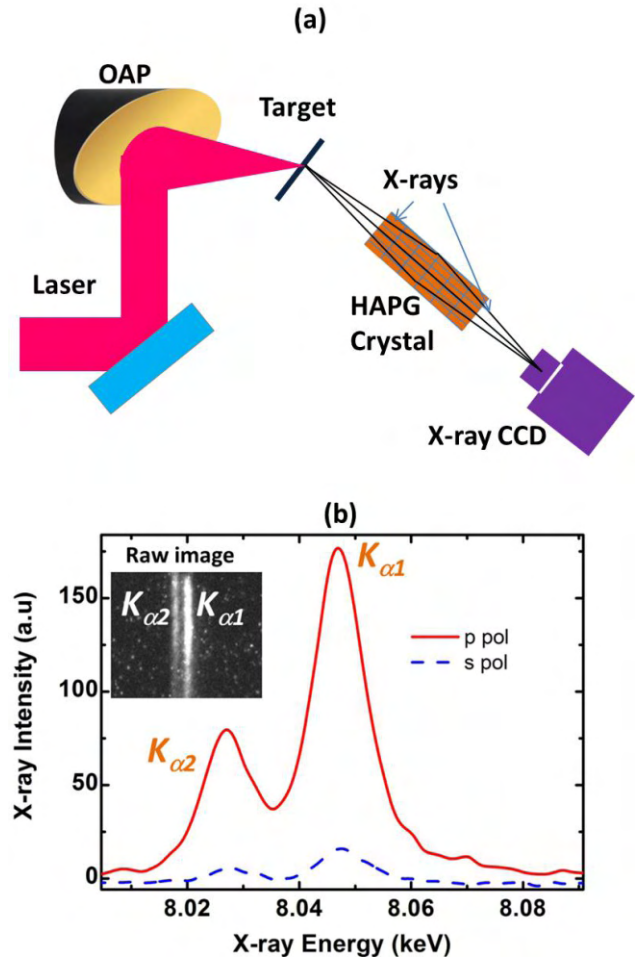 (a)
OAP
Target
X-rays
Laser
HAPG
Crystal
X-ray CCD
(b)
Raw image
Kα2 Kα1
Kα1
Kα2
p pol
s pol
X-ray Intensity (a.u)
150
100
50
0
8.02 8.04 8.06 8.08
X-ray Energy (keV)